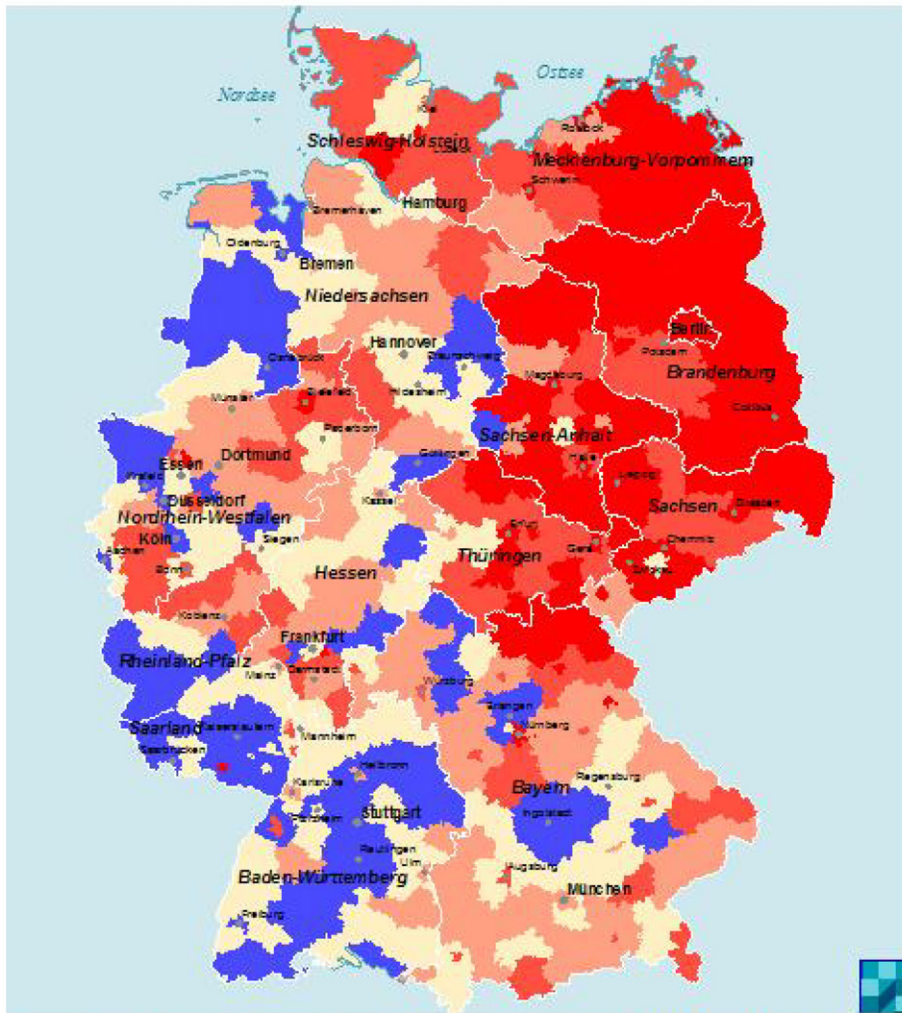 Ostsee
Nordsee
Kiel
Rostock
Schleswig-Holstein
Lübeck
Mecklenburg-Vorpommern
Schwerin
Hamburg
Bremerhaven
Oldenburg
Bremen
Niedersachsen
Berlin
Hannover
Potsdam
Braunschweig
Osnabrück
Brandenburg
Magdeburg
Hildesheim
Münster
Bielefeld
Cottbus
Paderborn
Sachsen-Anhalt
Dortmund
Göttingen
Essen
Halle
Krefeld
Leipzig
Kassel
Düsseldorf
Sachsen
Dresden
Nordrhein-Westfalen
Erfurt
Köln
Siegen
Gera
Chemnitz
Aachen
Thüringen
Bonn
Hessen
Zwickau
Koblenz
Frankfurt
Rheinland-Pfalz
Mainz
Darmstadt
Würzburg
Erlangen
Saarland
Kaiserslautern
Nürnberg
Mannheim
Saarbrücken
Heilbronn
Regensburg
Karlsruhe
Bayern
Pforzheim
Stuttgart
Ingolstadt
Reutlingen
Ulm
Augsburg
Baden-Württemberg
München
Freiburg